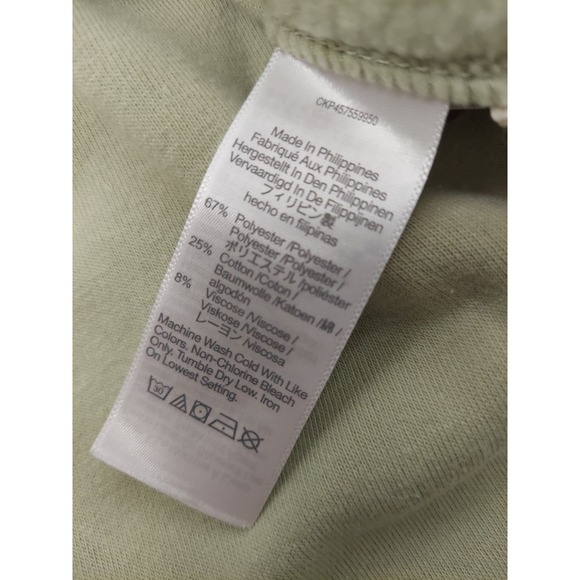 CKP457559950
Made In Philippines
Fabriqué Aux Philippines
Hergestellt In Den Philippinen
Vervaardigd In De Filippijnen
フィリピン製
hecho en filipinas
67% Polyester /Polyester /
Polyester /Polyester /
ポリエステル /poliéster
25% Cotton /Coton /
Baumwolle /Katoen /綿 /
algodón
8% Viscose /Viscose /
Viskose /Viscose /
レーヨン /viscosa
Machine Wash Cold With Like
Colors. Non-Chlorine Bleach
Only. Tumble Dry Low. Iron
On Lowest Setting.
30